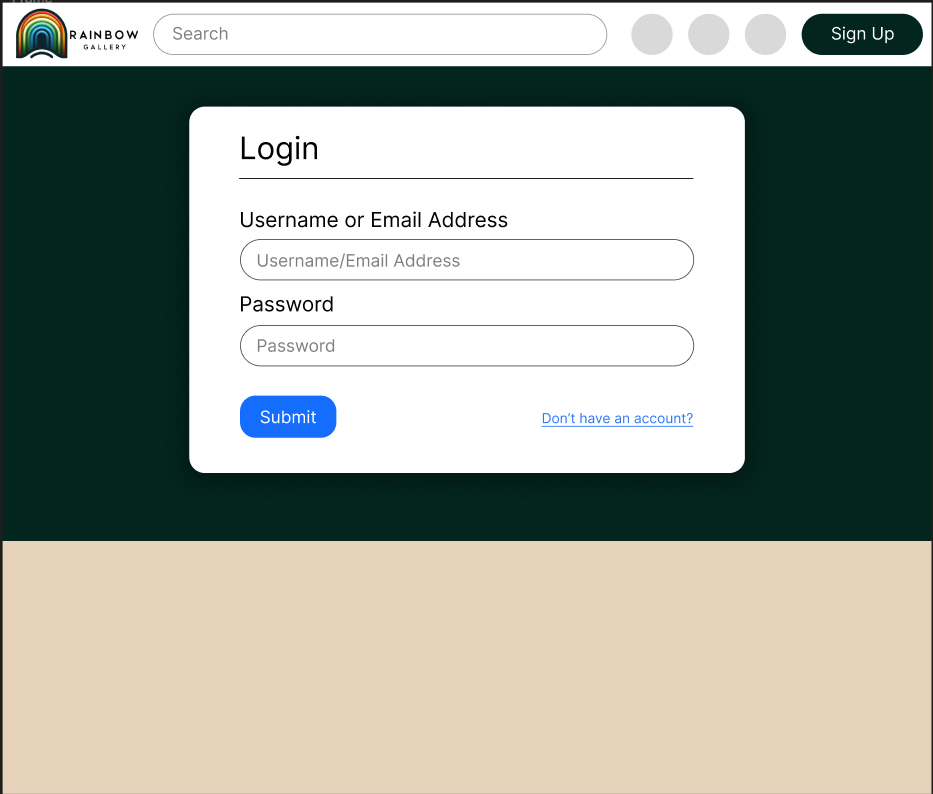 RAINBOW
GALLERY
Search
Sign Up
Login
Username or Email Address
Username/Email Address
Password
Password
Submit
Don't have an account?